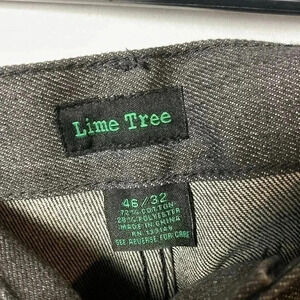 Lime Tree
46/32
72% COTTON
28% POLYESTER
MADE IN CHINA
SEE REVERSE FOR CARE